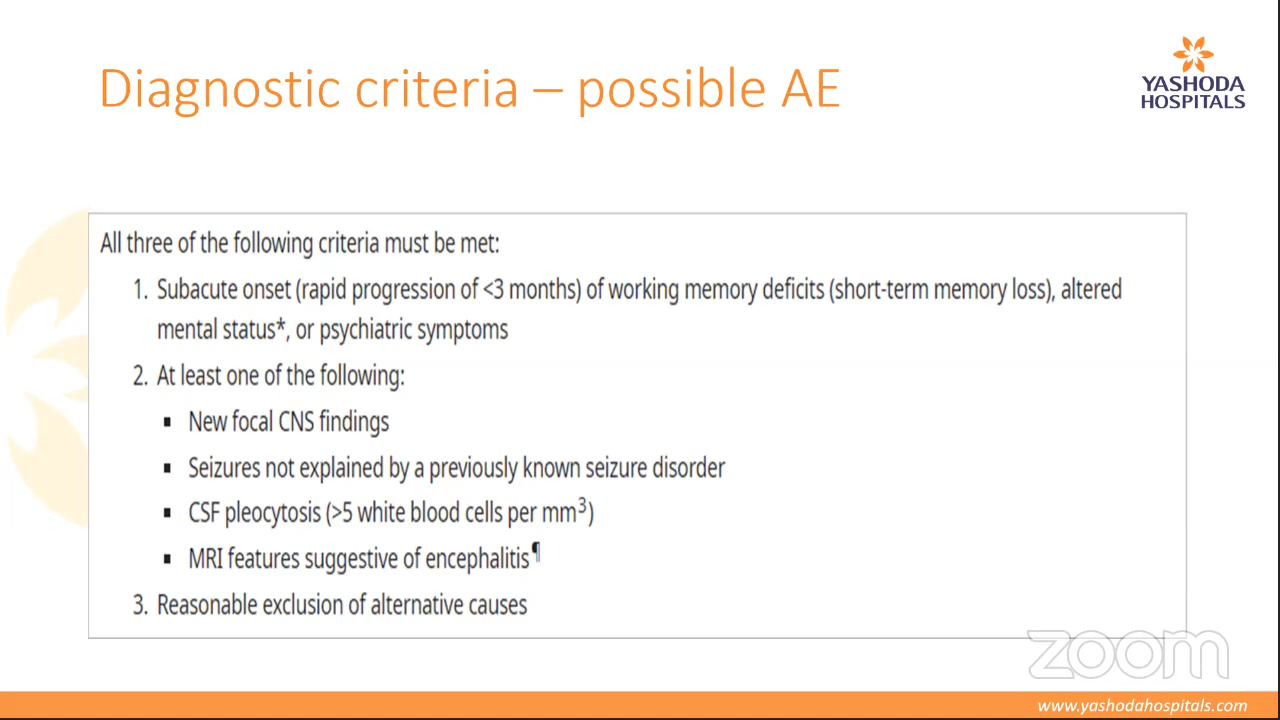 Diagnostic criteria – possible AE
YASHODA
HOSPITALS
All three of the following criteria must be met:
1. Subacute onset (rapid progression of <3 months) of working memory deficits (short-term memory loss), altered
mental status*, or psychiatric symptoms
2. At least one of the following:
▪ New focal CNS findings
▪ Seizures not explained by a previously known seizure disorder
▪ CSF pleocytosis (>5 white blood cells per mm³)
▪ MRI features suggestive of encephalitis¶
3. Reasonable exclusion of alternative causes
zoom
www.yashodahospitals.com